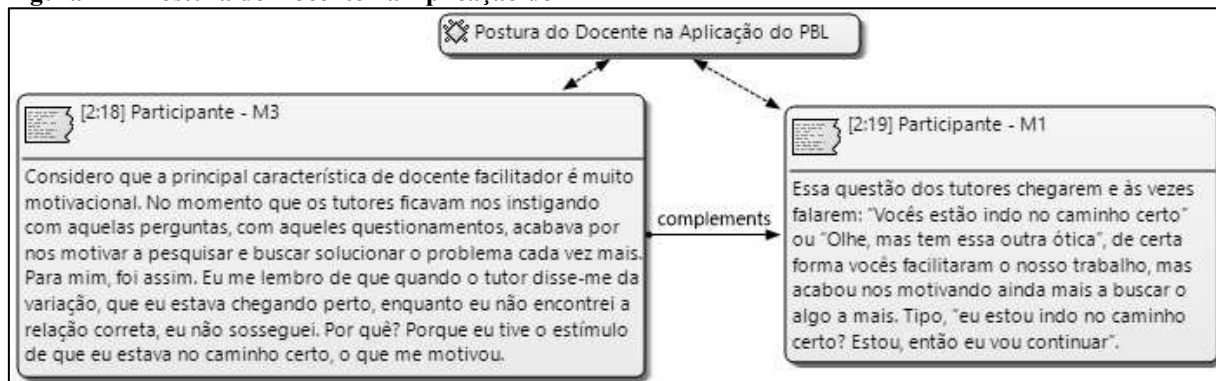 Postura do Docente na Aplicação do PBL
[2:18] Participante - M3
Considero que a principal característica de docente facilitador é muito
motivacional. No momento que os tutores ficavam nos instigando
com aquelas perguntas, com aqueles questionamentos, acabava por
nos motivar a pesquisar e buscar solucionar o problema cada vez mais.
Para mim, foi assim. Eu me lembro de que quando o tutor disse-me da
variação, que eu estava chegando perto, enquanto eu não encontrei a
relação correta, eu não sosseguei. Por quê? Porque eu tive o estímulo
de que eu estava no caminho certo, o que me motivou.
complements
[2:19] Participante - M1
Essa questão dos tutores chegarem e às vezes
falarem: "Vocês estão indo no caminho certo"
ou "Olhe, mas tem essa outra ótica", de certa
forma vocês facilitaram o nosso trabalho, mas
acabou nos motivando ainda mais a buscar o
algo a mais. Tipo, "eu estou indo no caminho
certo? Estou, então eu vou continuar".